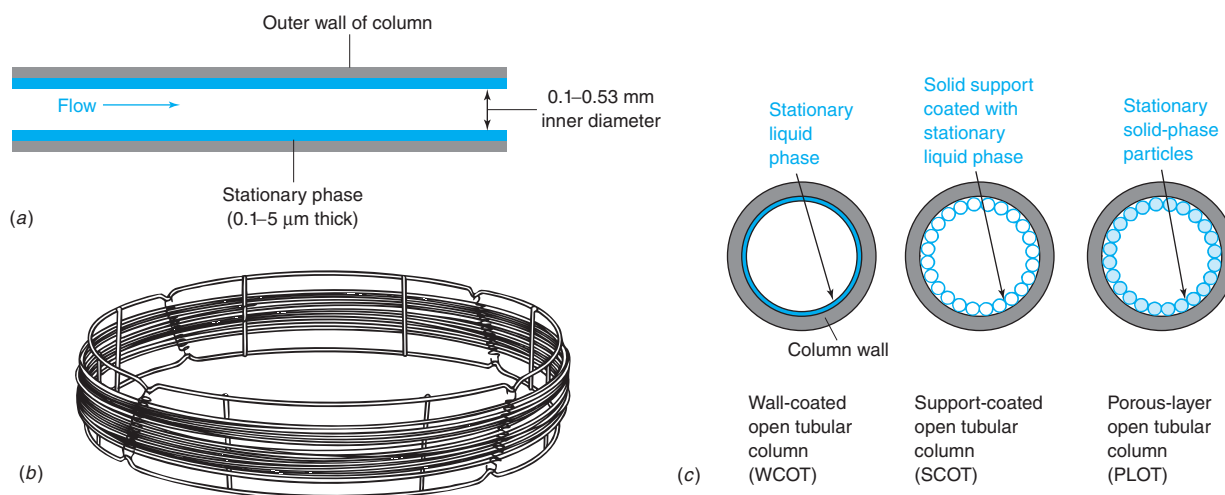 Outer wall of column
Flow
0.1–0.53 mm
inner diameter
Stationary phase
(0.1–5 μm thick)
(a)
(b)
Stationary
liquid
phase
Solid support
coated with
stationary
liquid phase
Stationary
solid-phase
particles
Column wall
Wall-coated
open tubular
column
(WCOT)
Support-coated
open tubular
column
(SCOT)
Porous-layer
open tubular
column
(PLOT)
(c)